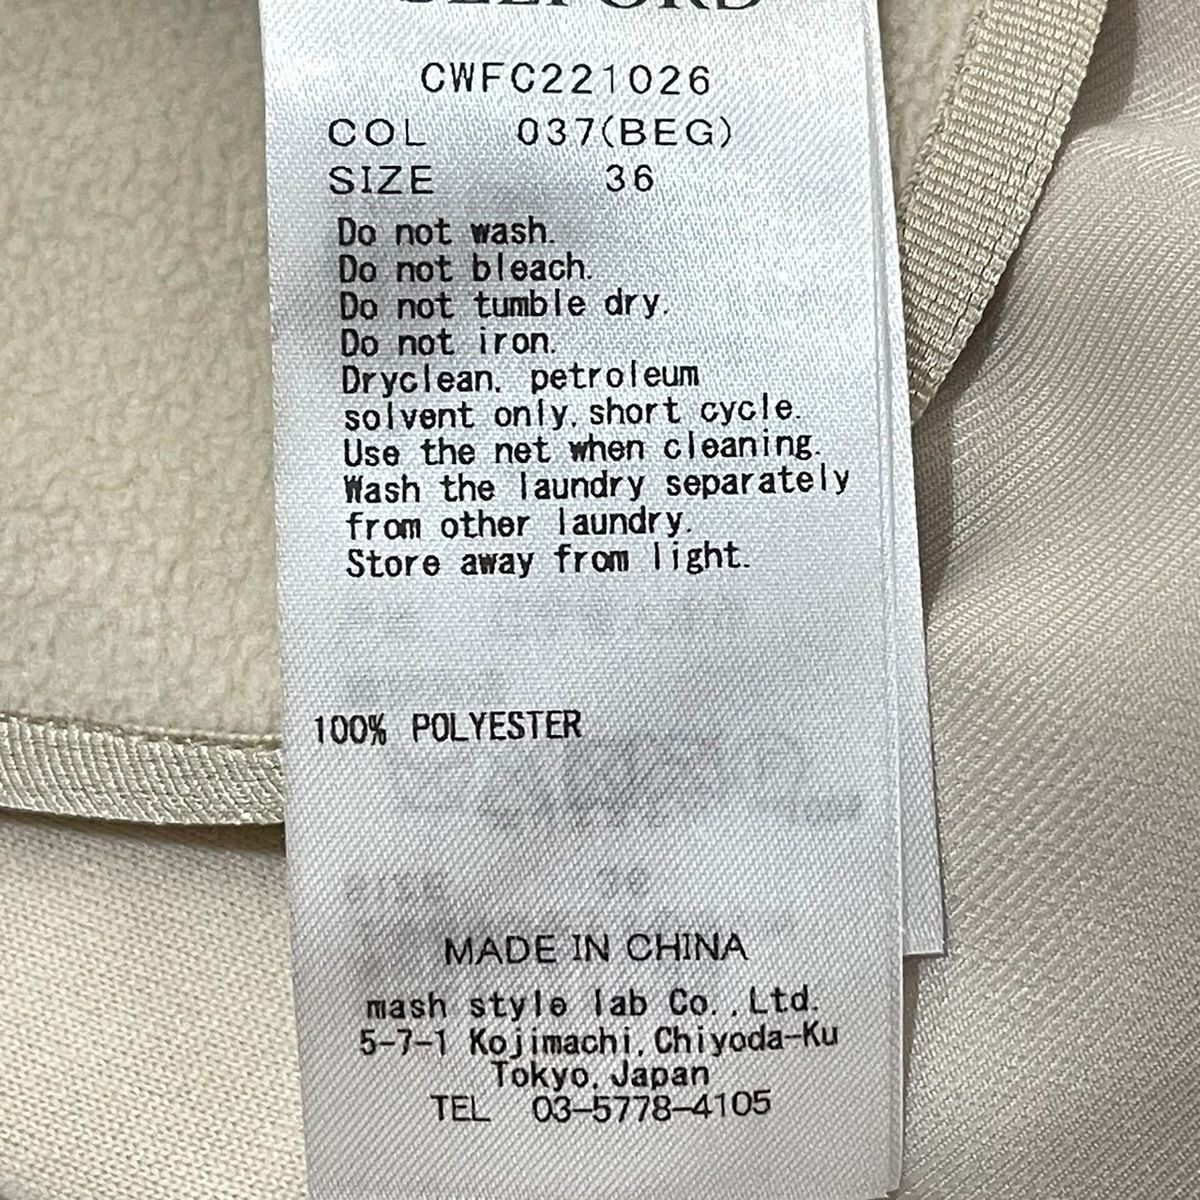 CWFC221026
COL 037(BEG)
SIZE 36
Do not wash.
Do not bleach.
Do not tumble dry.
Do not iron.
Dryclean, petroleum
solvent only, short cycle.
Use the net when cleaning.
Wash the laundry separately
from other laundry.
Store away from light.
100% POLYESTER
MADE IN CHINA
mash style lab Co.,Ltd.
5-7-1 Kojimachi,Chiyoda-Ku
Tokyo,Japan
TEL 03-5778-4105